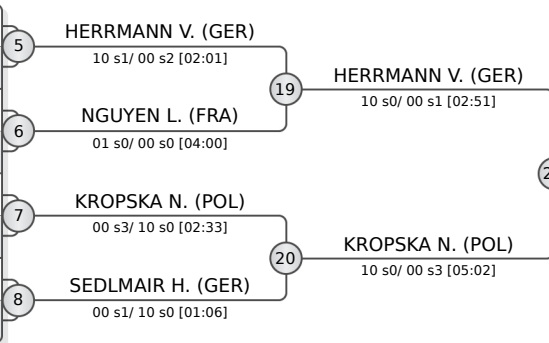 HERRMANN V. (GER)
5
10 s1/ 00 s2 [02:01]
19
HERRMANN V. (GER)
10 s0/ 00 s1 [02:51]
NGUYEN L. (FRA)
6
01 s0/ 00 s0 [04:00]
KROPSKA N. (POL)
7
00 s3/ 10 s0 [02:33]
20
KROPSKA N. (POL)
10 s0/ 00 s3 [05:02]
SEDLMAIR H. (GER)
8
00 s1/ 10 s0 [01:06]